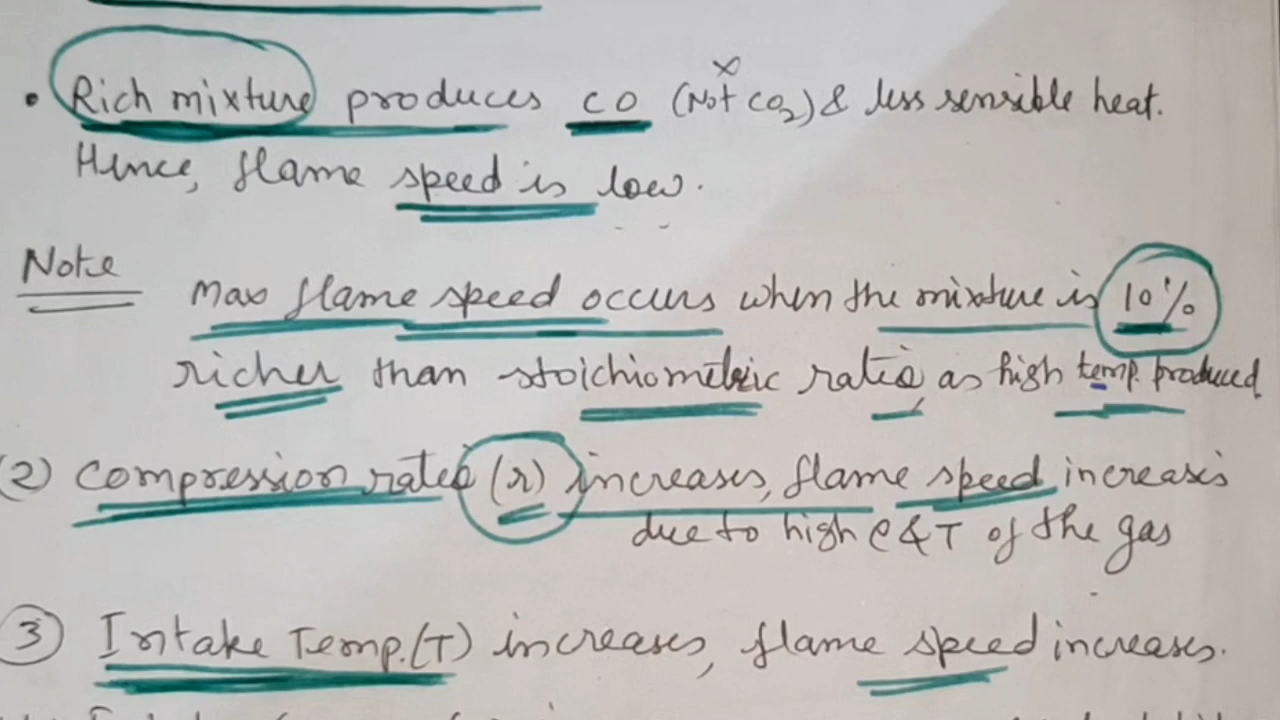 • Rich mixture produces CO (Not CO₂) & less sensible heat.
Hence, flame speed is low.
Note Max flame speed occurs when the mixture is 10%
richer than stoichiometric ratio as high temp. produced
(2) Compression ratio (r) increases, flame speed increases
due to high ρ & T of the gas
(3) Intake Temp.(T) increases, flame speed increases.